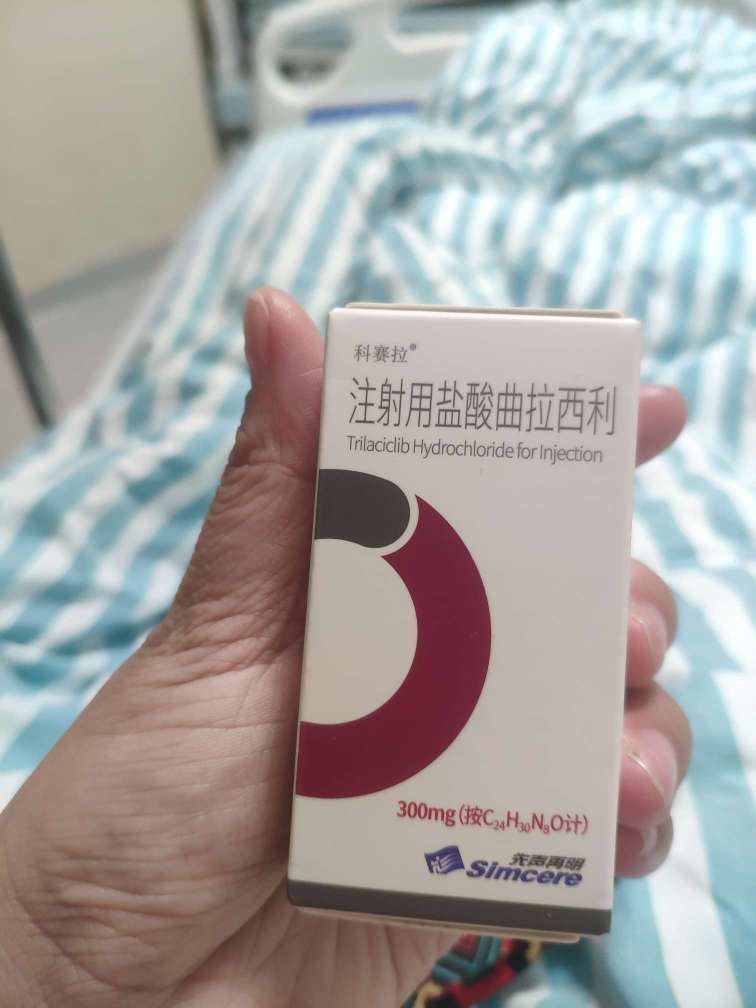 科赛拉®
注射用盐酸曲拉西利
Trilaciclib Hydrochloride for Injection
300mg(按C₂₄H₃₀N₈O计)
先声再明
Simcere